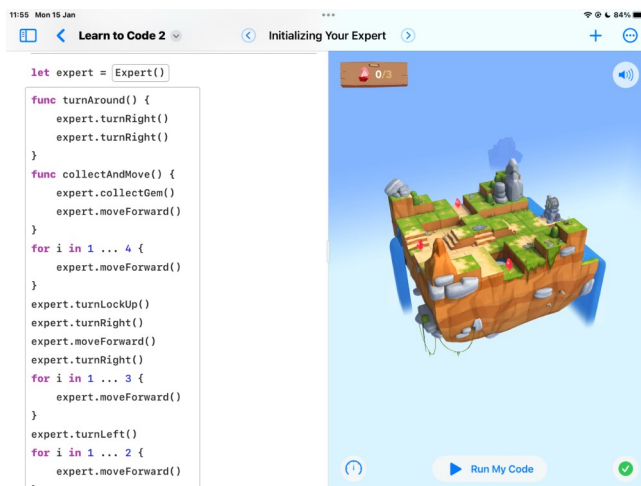 11:55 Mon 15 Jan
84%
Learn to Code 2
Initializing Your Expert
let expert = Expert()
func turnAround() {
    expert.turnRight()
    expert.turnRight()
}
func collectAndMove() {
    expert.collectGem()
    expert.moveForward()
}
for i in 1 ... 4 {
    expert.moveForward()
}
expert.turnLockUp()
expert.turnRight()
expert.moveForward()
expert.turnRight()
for i in 1 ... 3 {
    expert.moveForward()
}
expert.turnLeft()
for i in 1 ... 2 {
    expert.moveForward()
0/3
Run My Code